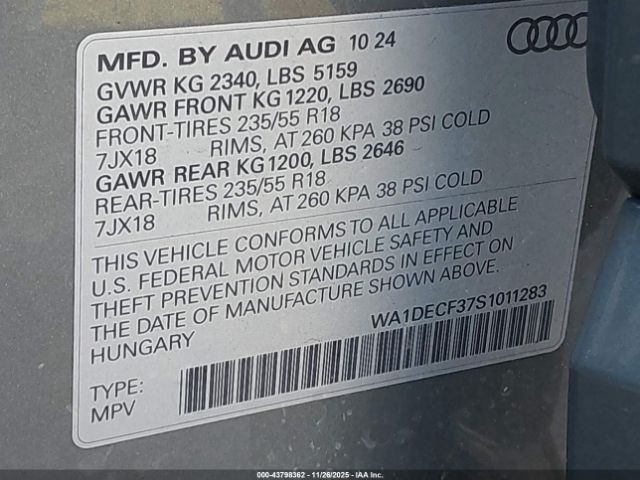 MFD. BY AUDI AG 10 24
GVWR KG 2340, LBS 5159
GAWR FRONT KG 1220, LBS 2690
FRONT-TIRES 235/55 R18
7JX18 RIMS, AT 260 KPA 38 PSI COLD
GAWR REAR KG 1200, LBS 2646
REAR-TIRES 235/55 R18
7JX18 RIMS, AT 260 KPA 38 PSI COLD
THIS VEHICLE CONFORMS TO ALL APPLICABLE
U.S. FEDERAL MOTOR VEHICLE SAFETY AND
THEFT PREVENTION STANDARDS IN EFFECT ON
THE DATE OF MANUFACTURE SHOWN ABOVE.
HUNGARY
WA1DECF37S1011283
TYPE:
MPV
000-43798362 - 11/26/2025 - IAA Inc.